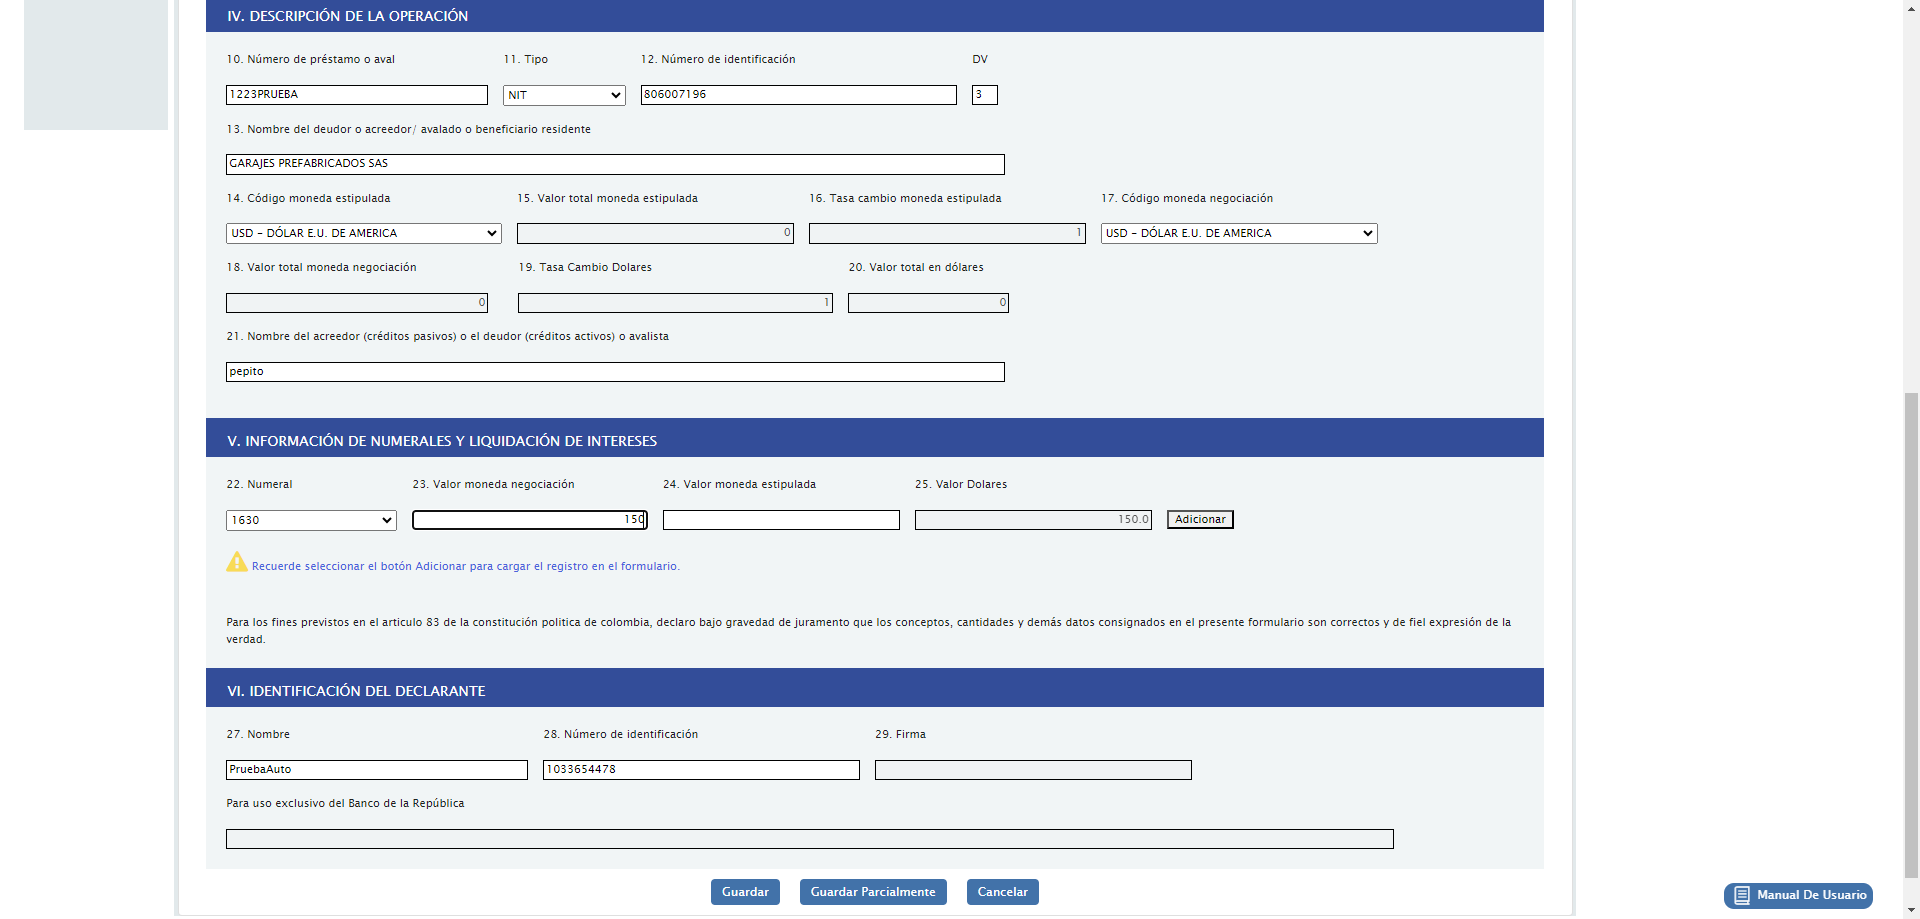 IV. DESCRIPCIÓN DE LA OPERACIÓN
10. Número de préstamo o aval 11. Tipo 12. Número de identificación DV
1223PRUEBA NIT 806007196 3
13. Nombre del deudor o acreedor/ avalado o beneficiario residente
GARAJES PREFABRICADOS SAS
14. Código moneda estipulada 15. Valor total moneda estipulada 16. Tasa cambio moneda estipulada 17. Código moneda negociación
USD - DÓLAR E.U. DE AMERICA 0 1 USD - DÓLAR E.U. DE AMERICA
18. Valor total moneda negociación 19. Tasa Cambio Dolares 20. Valor total en dólares
0 1 0
21. Nombre del acreedor (créditos pasivos) o el deudor (créditos activos) o avalista
pepito
V. INFORMACIÓN DE NUMERALES Y LIQUIDACIÓN DE INTERESES
22. Numeral 23. Valor moneda negociación 24. Valor moneda estipulada 25. Valor Dolares
1630 150 150.0 Adicionar
Recuerde seleccionar el botón Adicionar para cargar el registro en el formulario.
Para los fines previstos en el articulo 83 de la constitución politica de colombia, declaro bajo gravedad de juramento que los conceptos, cantidades y demás datos consignados en el presente formulario son correctos y de fiel expresión de la
verdad.
VI. IDENTIFICACIÓN DEL DECLARANTE
27. Nombre 28. Número de identificación 29. Firma
PruebaAuto 1033654478
Para uso exclusivo del Banco de la República
Guardar Guardar Parcialmente Cancelar
Manual De Usuario